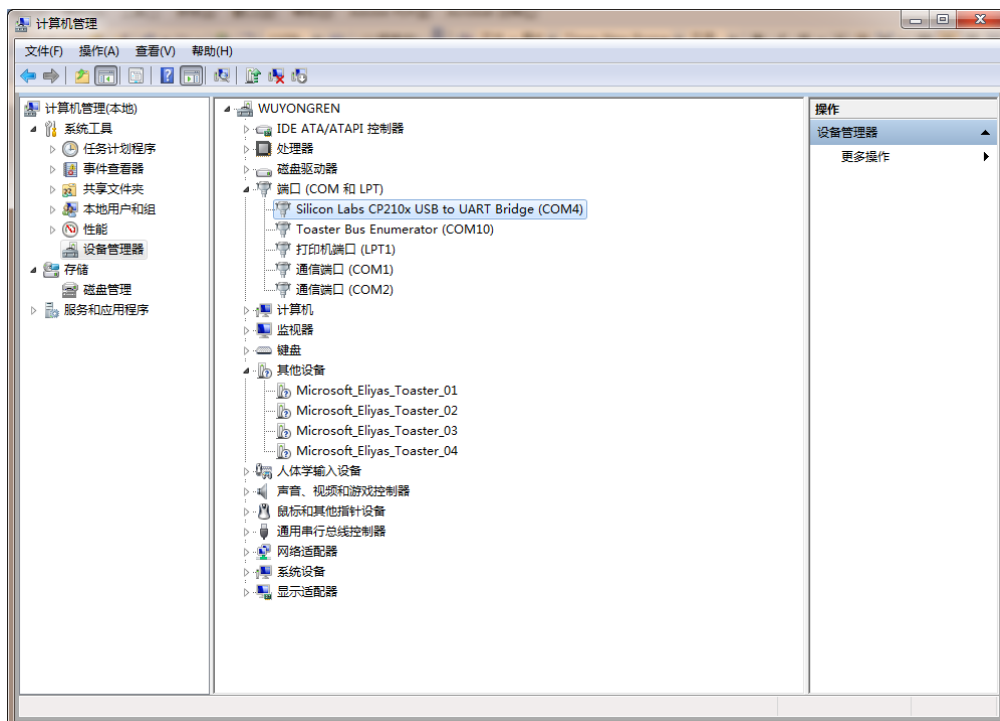 计算机管理
文件(F) 操作(A) 查看(V) 帮助(H)
计算机管理(本地)
系统工具
任务计划程序
事件查看器
共享文件夹
本地用户和组
性能
设备管理器
存储
磁盘管理
服务和应用程序
WUYONGREN
IDE ATA/ATAPI 控制器
处理器
磁盘驱动器
端口 (COM 和 LPT)
Silicon Labs CP210x USB to UART Bridge (COM4)
Toaster Bus Enumerator (COM10)
打印机端口 (LPT1)
通信端口 (COM1)
通信端口 (COM2)
计算机
监视器
键盘
其他设备
Microsoft_Eliyas_Toaster_01
Microsoft_Eliyas_Toaster_02
Microsoft_Eliyas_Toaster_03
Microsoft_Eliyas_Toaster_04
人体学输入设备
声音、视频和游戏控制器
鼠标和其他指针设备
通用串行总线控制器
网络适配器
系统设备
显示适配器
操作
设备管理器
更多操作